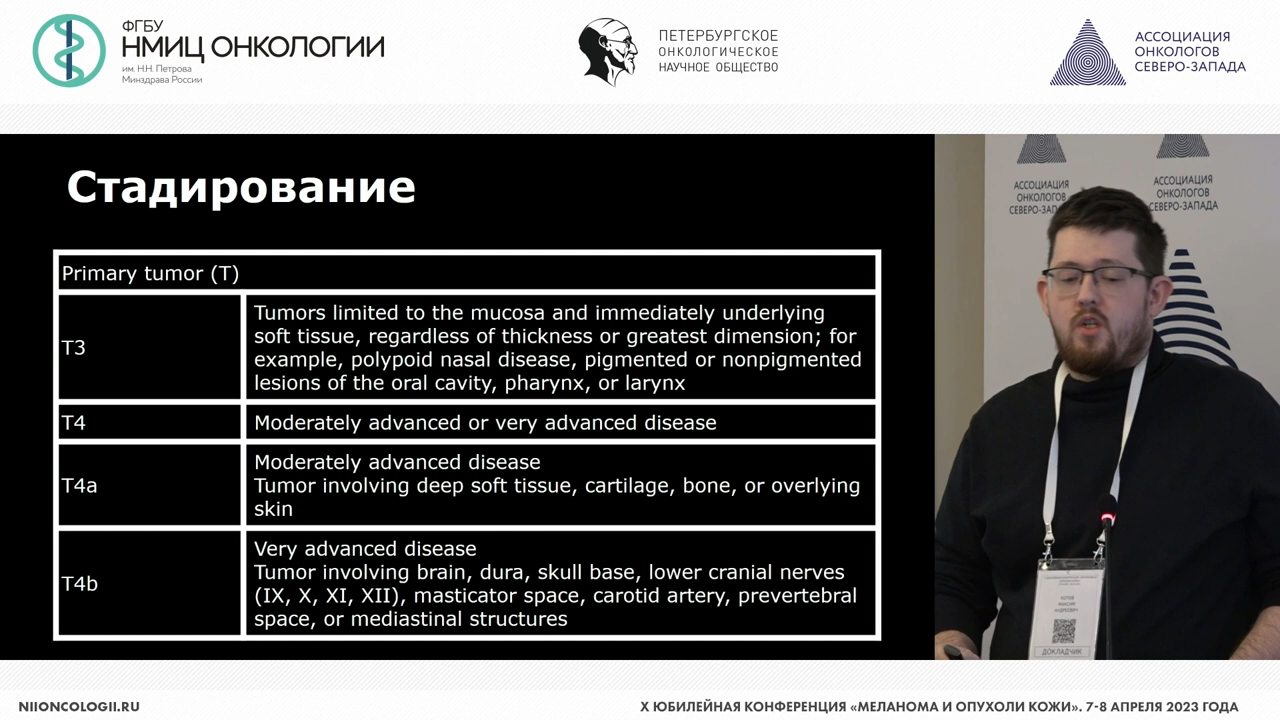 ФГБУ
НМИЦ ОНКОЛОГИИ
им. Н.Н. Петрова
Минздрава России
ПЕТЕРБУРГСКОЕ
ОНКОЛОГИЧЕСКОЕ
НАУЧНОЕ ОБЩЕСТВО
АССОЦИАЦИЯ
ОНКОЛОГОВ
СЕВЕРО-ЗАПАДА
Стадирование
Primary tumor (T)
T3
Tumors limited to the mucosa and immediately underlying
soft tissue, regardless of thickness or greatest dimension; for
example, polypoid nasal disease, pigmented or nonpigmented
lesions of the oral cavity, pharynx, or larynx
T4
Moderately advanced or very advanced disease
T4a
Moderately advanced disease
Tumor involving deep soft tissue, cartilage, bone, or overlying
skin
T4b
Very advanced disease
Tumor involving brain, dura, skull base, lower cranial nerves
(IX, X, XI, XII), masticator space, carotid artery, prevertebral
space, or mediastinal structures
АССОЦИАЦИЯ
ОНКОЛОГОВ
АССОЦИАЦИЯ
ОНКОЛОГОВ
СЕВЕРО-ЗАПАДА
ДОКЛАДЧИК
NIIONCOLOGII.RU
X ЮБИЛЕЙНАЯ КОНФЕРЕНЦИЯ «МЕЛАНОМА И ОПУХОЛИ КОЖИ». 7-8 АПРЕЛЯ 2023 ГОДА